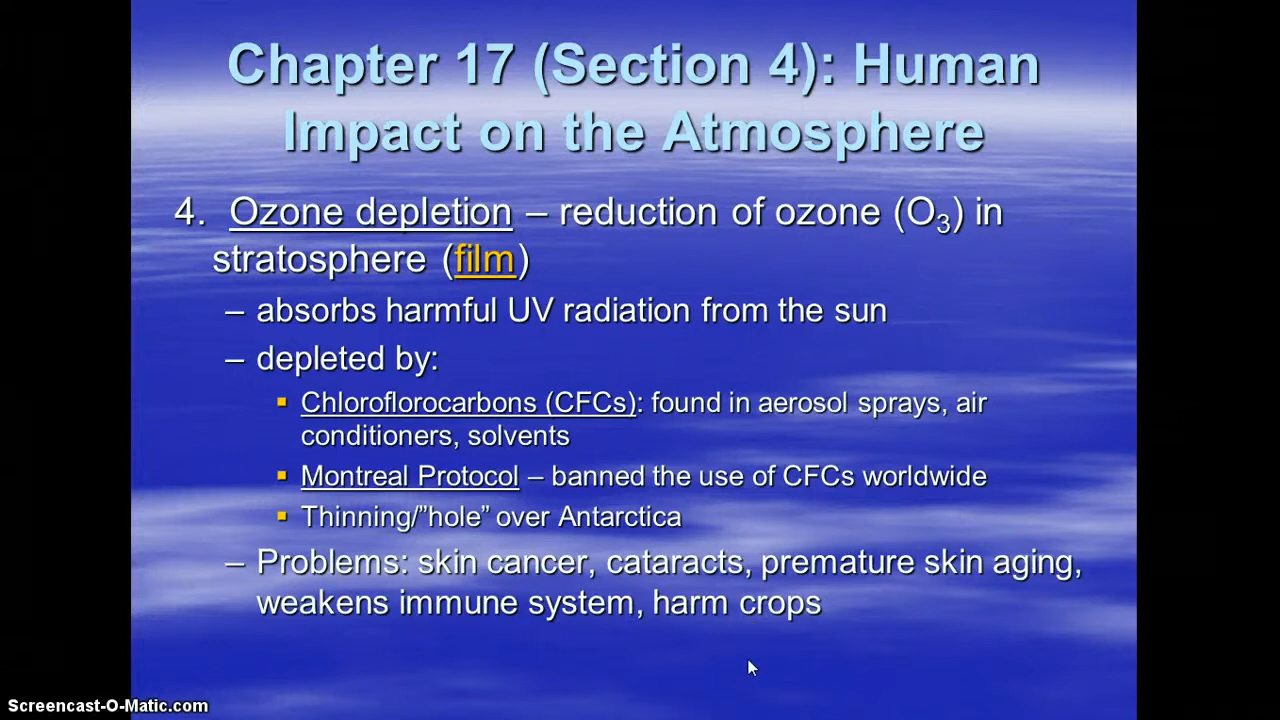 Chapter 17 (Section 4): Human
Impact on the Atmosphere
4. Ozone depletion – reduction of ozone (O3) in
stratosphere (film)
– absorbs harmful UV radiation from the sun
– depleted by:
▪ Chloroflorocarbons (CFCs): found in aerosol sprays, air
conditioners, solvents
▪ Montreal Protocol – banned the use of CFCs worldwide
▪ Thinning/”hole” over Antarctica
– Problems: skin cancer, cataracts, premature skin aging,
weakens immune system, harm crops
Screencast-O-Matic.com